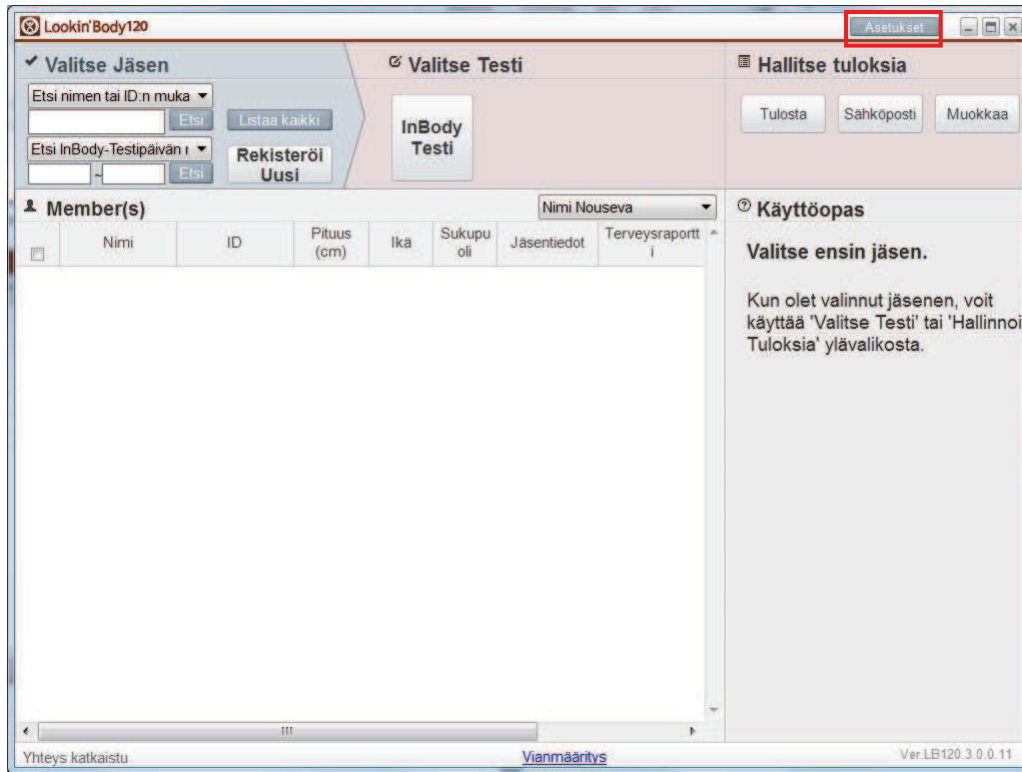 Lookin'Body120
Asetukset
Valitse Jäsen
Etsi nimen tai ID:n muka
Etsi
Listaa kaikki
Etsi InBody-Testipäivän
~
Etsi
Rekisteröi
Uusi
Valitse Testi
InBody
Testi
Hallitse tuloksia
Tulosta
Sähköposti
Muokkaa
Member(s)
Nimi Nouseva
Nimi
ID
Pituus
(cm)
Ikä
Sukupu
oli
Jäsentiedot
Terveysraportt
i
Käyttöopas
Valitse ensin jäsen.
Kun olet valinnut jäsenen, voit
käyttää 'Valitse Testi' tai 'Hallinnoi
Tuloksia' ylävalikosta.
Yhteys katkaistu
Vianmääritys
Ver.LB120.3.0.0.11